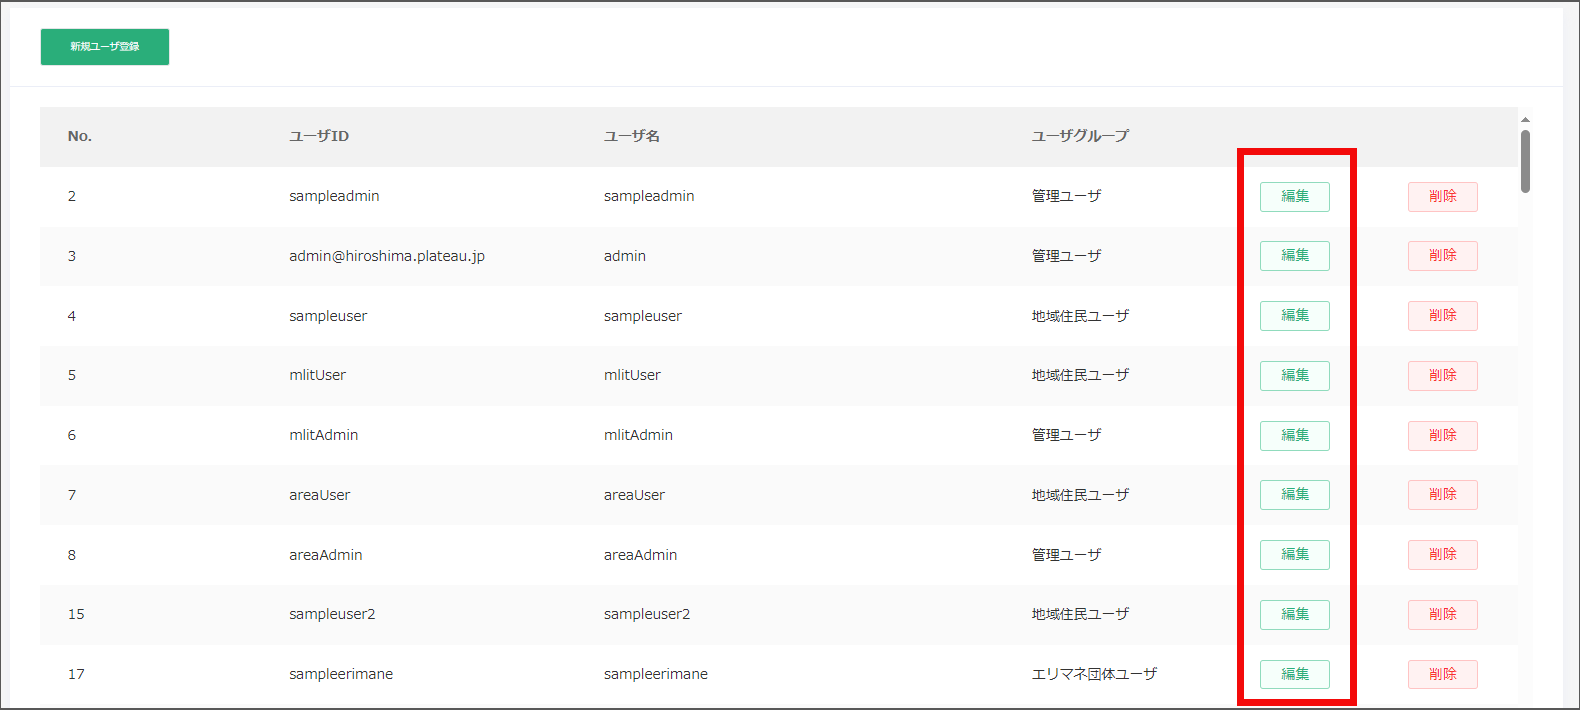 新規ユーザ登録
No. ユーザID ユーザ名 ユーザグループ
2 sampleadmin sampleadmin 管理ユーザ 編集 削除
3 admin@hiroshima.plateau.jp admin 管理ユーザ 編集 削除
4 sampleuser sampleuser 地域住民ユーザ 編集 削除
5 mlitUser mlitUser 地域住民ユーザ 編集 削除
6 mlitAdmin mlitAdmin 管理ユーザ 編集 削除
7 areaUser areaUser 地域住民ユーザ 編集 削除
8 areaAdmin areaAdmin 管理ユーザ 編集 削除
15 sampleuser2 sampleuser2 地域住民ユーザ 編集 削除
17 sampleerimane sampleerimane エリマネ団体ユーザ 編集 削除